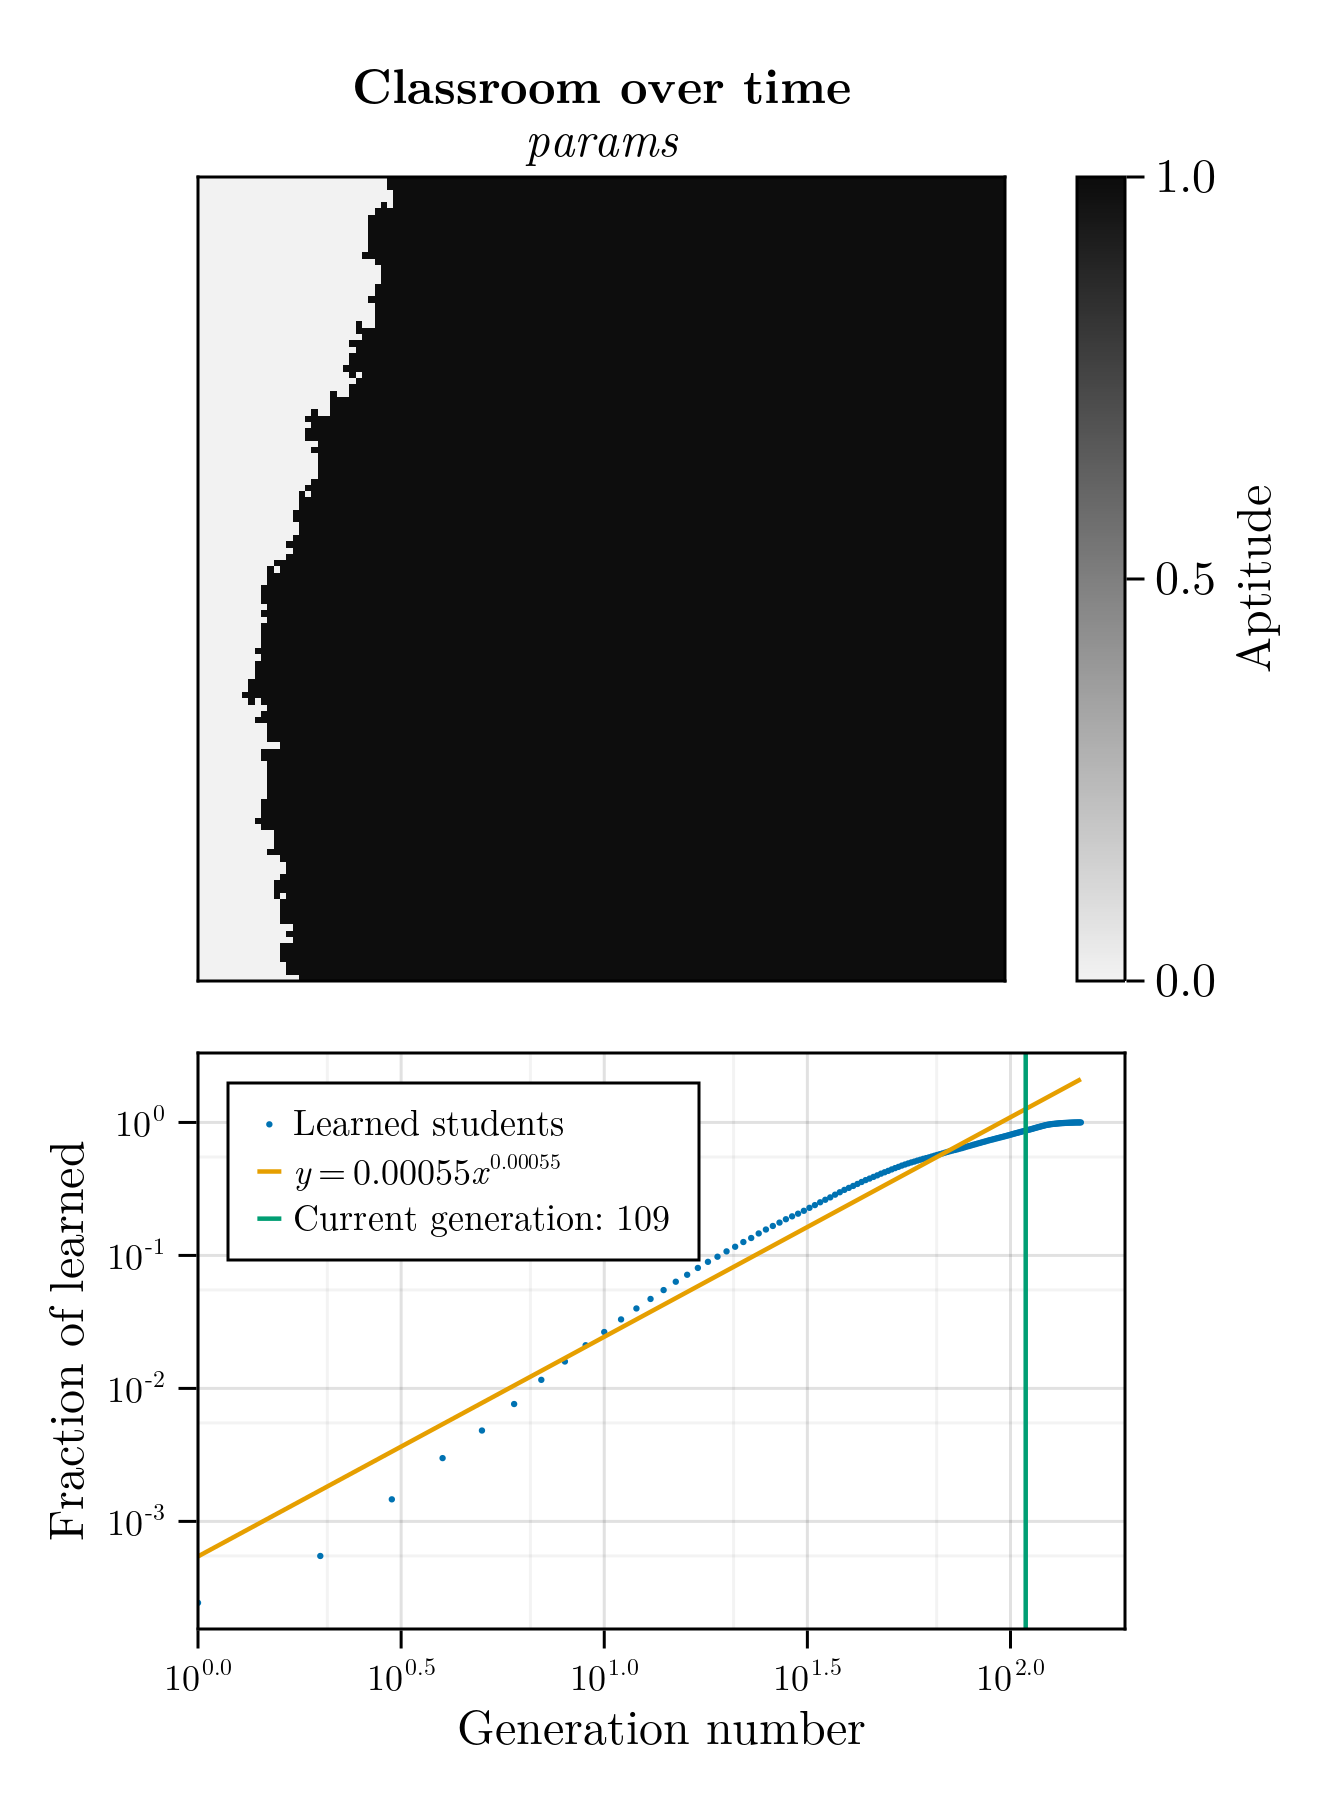 Classroom over time
params
1.0
0.5
0.0
Aptitude
Learned students
y = 0.00055x^0.00055
Current generation: 109
10^0
10^-1
10^-2
10^-3
Fraction of learned
10^0.0 10^0.5 10^1.0 10^1.5 10^2.0
Generation number